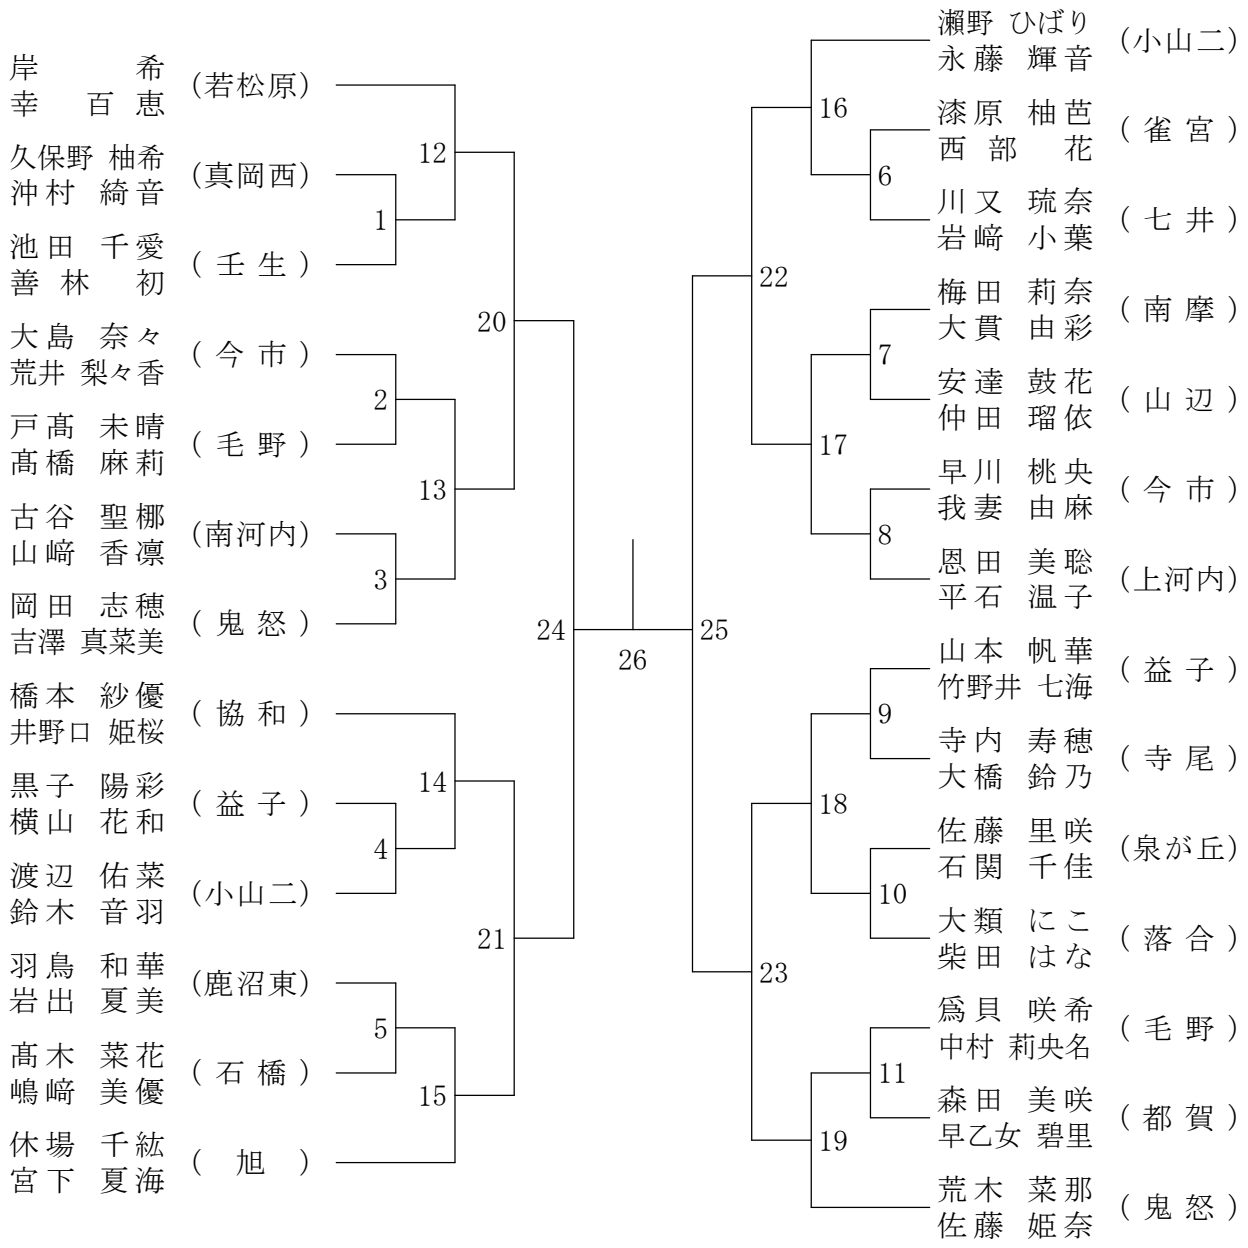 岸 希
幸 百恵
(若松原)
久保野 柚希
沖村 綺音
(真岡西)
池田 千愛
善林 初
(壬生)
大島 奈々
荒井 梨々香
(今市)
戸髙 未晴
髙橋 麻莉
(毛野)
古谷 聖梛
山﨑 香凛
(南河内)
岡田 志穂
吉澤 真菜美
(鬼怒)
橋本 紗優
井野口 姫桜
(協和)
黒子 陽彩
横山 花和
(益子)
渡辺 佑菜
鈴木 音羽
(小山二)
羽鳥 和華
岩出 夏美
(鹿沼東)
髙木 菜花
嶋﨑 美優
(石橋)
休場 千紘
宮下 夏海
(旭)
12
1
20
2
13
3
24
14
4
21
5
15
26
25
16
6
22
7
17
8
9
18
10
23
11
19
瀨野 ひばり
永藤 輝音
(小山二)
漆原 柚芭
西部 花
(雀宮)
川又 琉奈
岩﨑 小葉
(七井)
梅田 莉奈
大貫 由彩
(南摩)
安達 鼓花
仲田 瑠依
(山辺)
早川 桃央
我妻 由麻
(今市)
恩田 美聡
平石 温子
(上河内)
山本 帆華
竹野井 七海
(益子)
寺内 寿穂
大橋 鈴乃
(寺尾)
佐藤 里咲
石関 千佳
(泉が丘)
大類 にこ
柴田 はな
(落合)
爲貝 咲希
中村 莉央名
(毛野)
森田 美咲
早乙女 碧里
(都賀)
荒木 菜那
佐藤 姫奈
(鬼怒)